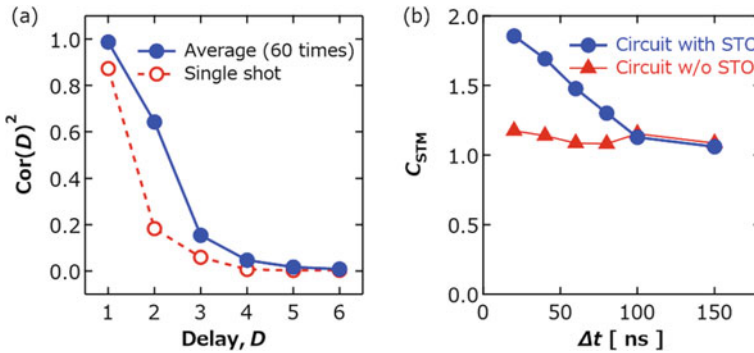 (a)
1.0
0.8
0.6
0.4
0.2
0.0
Cor(D)²
Average (60 times)
Single shot
1 2 3 4 5 6
Delay, D
(b)
2.0
1.5
1.0
0.5
0.0
C_STM
Circuit with STO
Circuit w/o STO
0 50 100 150
Δt [ ns ]